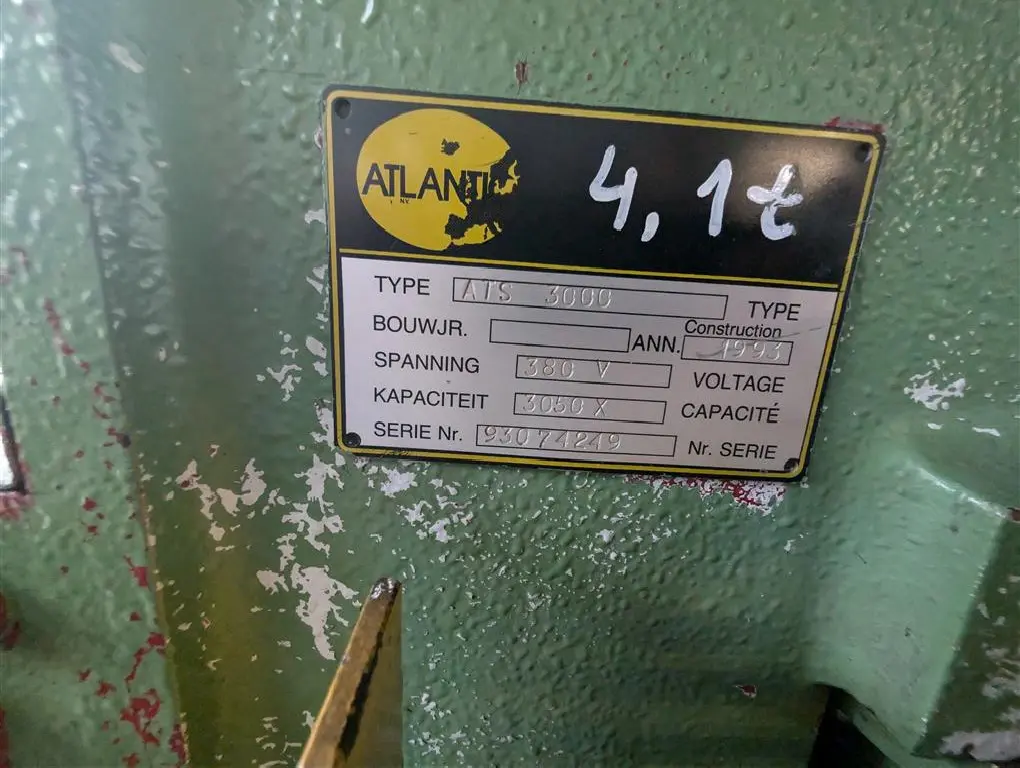 ATLANTI
N.V.
4,1t
TYPE ATS 3000 TYPE
BOUWJR. ANN. Construction 1993
SPANNING 380 V VOLTAGE
KAPACITEIT 3050 X CAPACITÉ
SERIE Nr. 93074249 Nr. SERIE